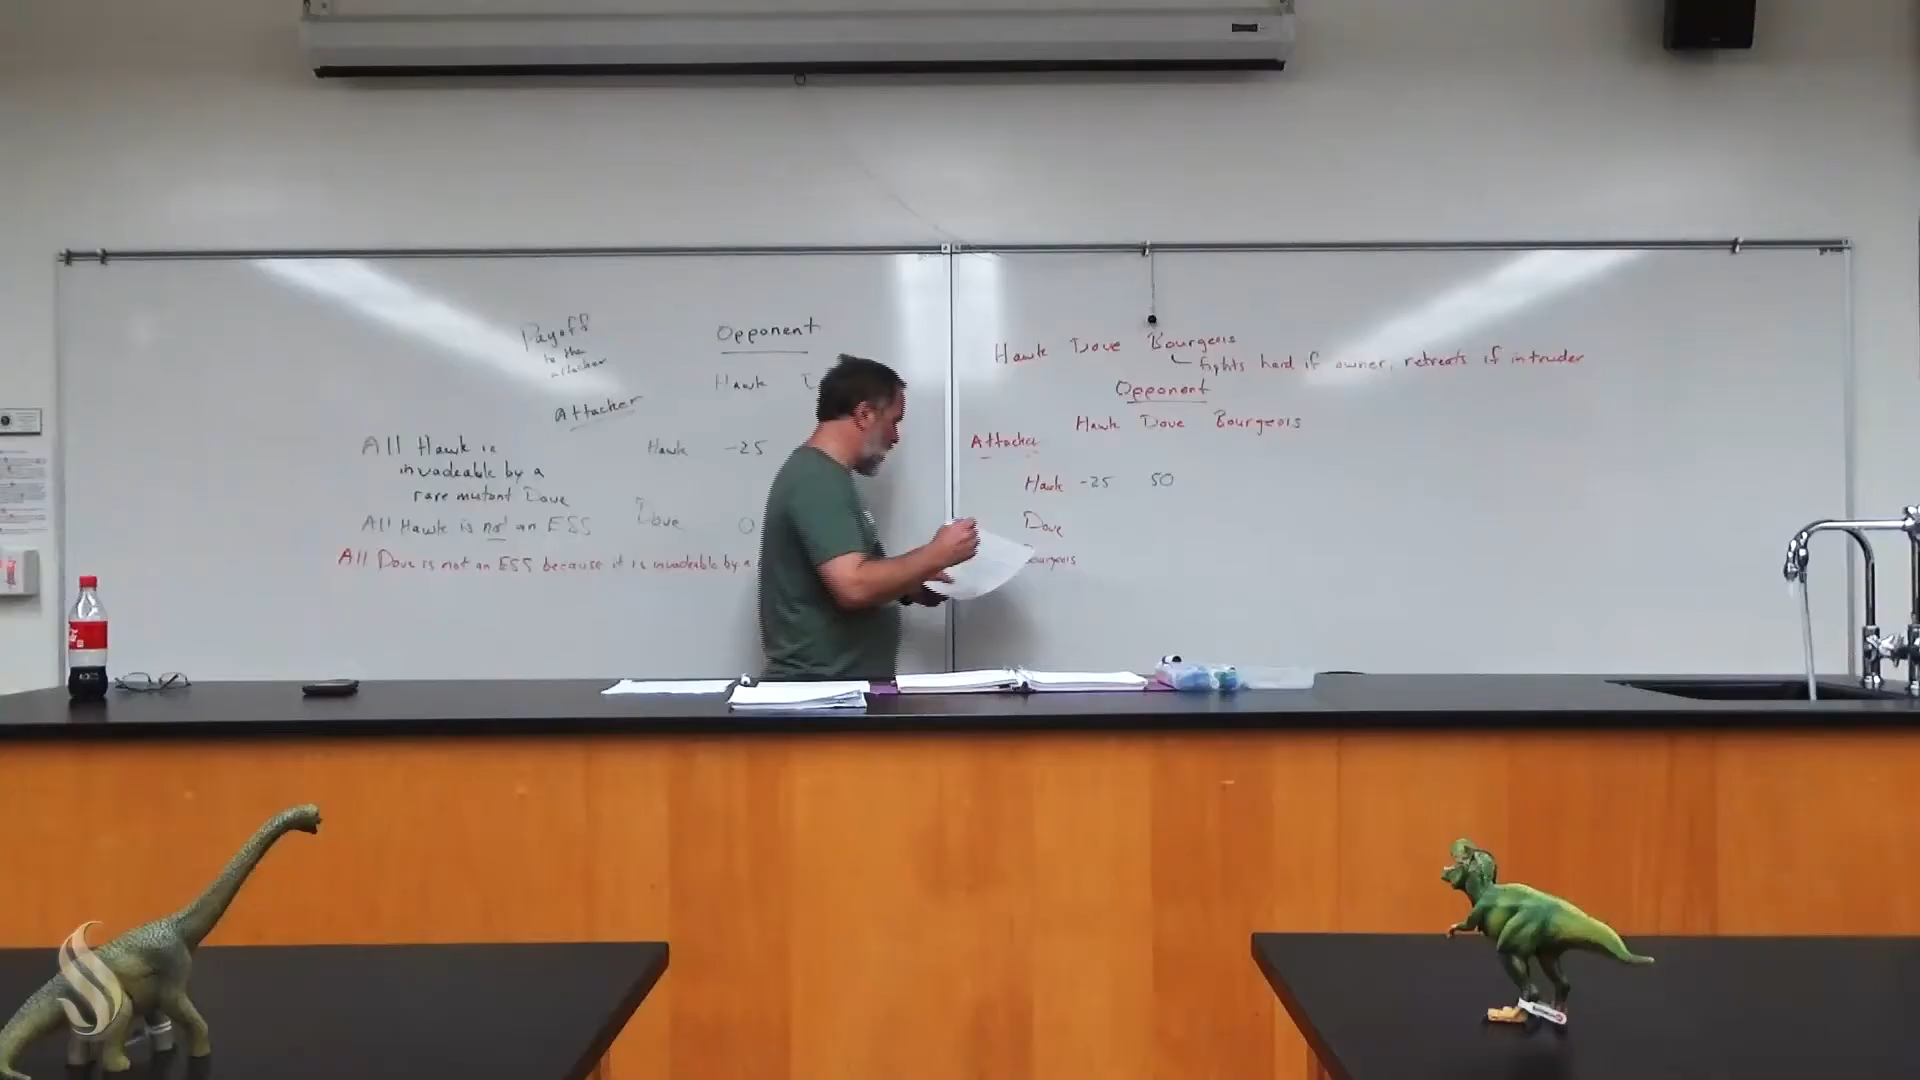 Payoff
to the
attacker
Opponent
Hawk
Attacker
All Hawk is
invadeable by a
rare mutant Dove
Hawk -25
All Hawk is not an ESS
Dove 0
All Dove is not an ESS because it is invadeable by a
Hawk Dove Bourgeois
fights hard if owner, retreats if intruder
Opponent
Hawk Dove Bourgeois
Attacker
Hawk -25 50
Dove
Bourgeois